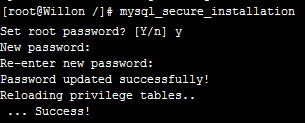 [root@Willon /]# mysql_secure_installation
Set root password? [Y/n] y
New password:
Re-enter new password:
Password updated successfully!
Reloading privilege tables..
... Success!